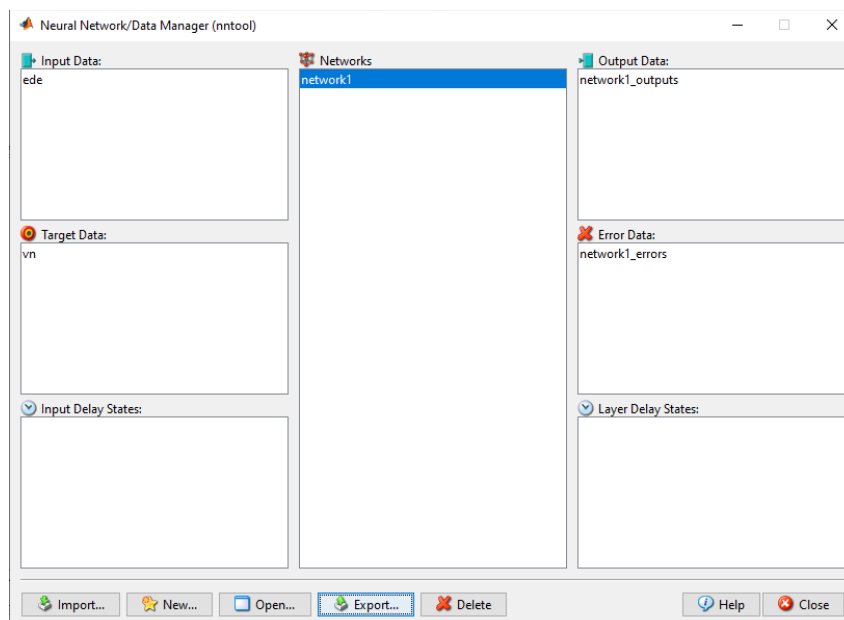 Neural Network/Data Manager (nntool)
Input Data:
ede
Networks
network1
Output Data:
network1_outputs
Target Data:
vn
Error Data:
network1_errors
Input Delay States:
Layer Delay States:
Import... New... Open... Export... Delete Help Close